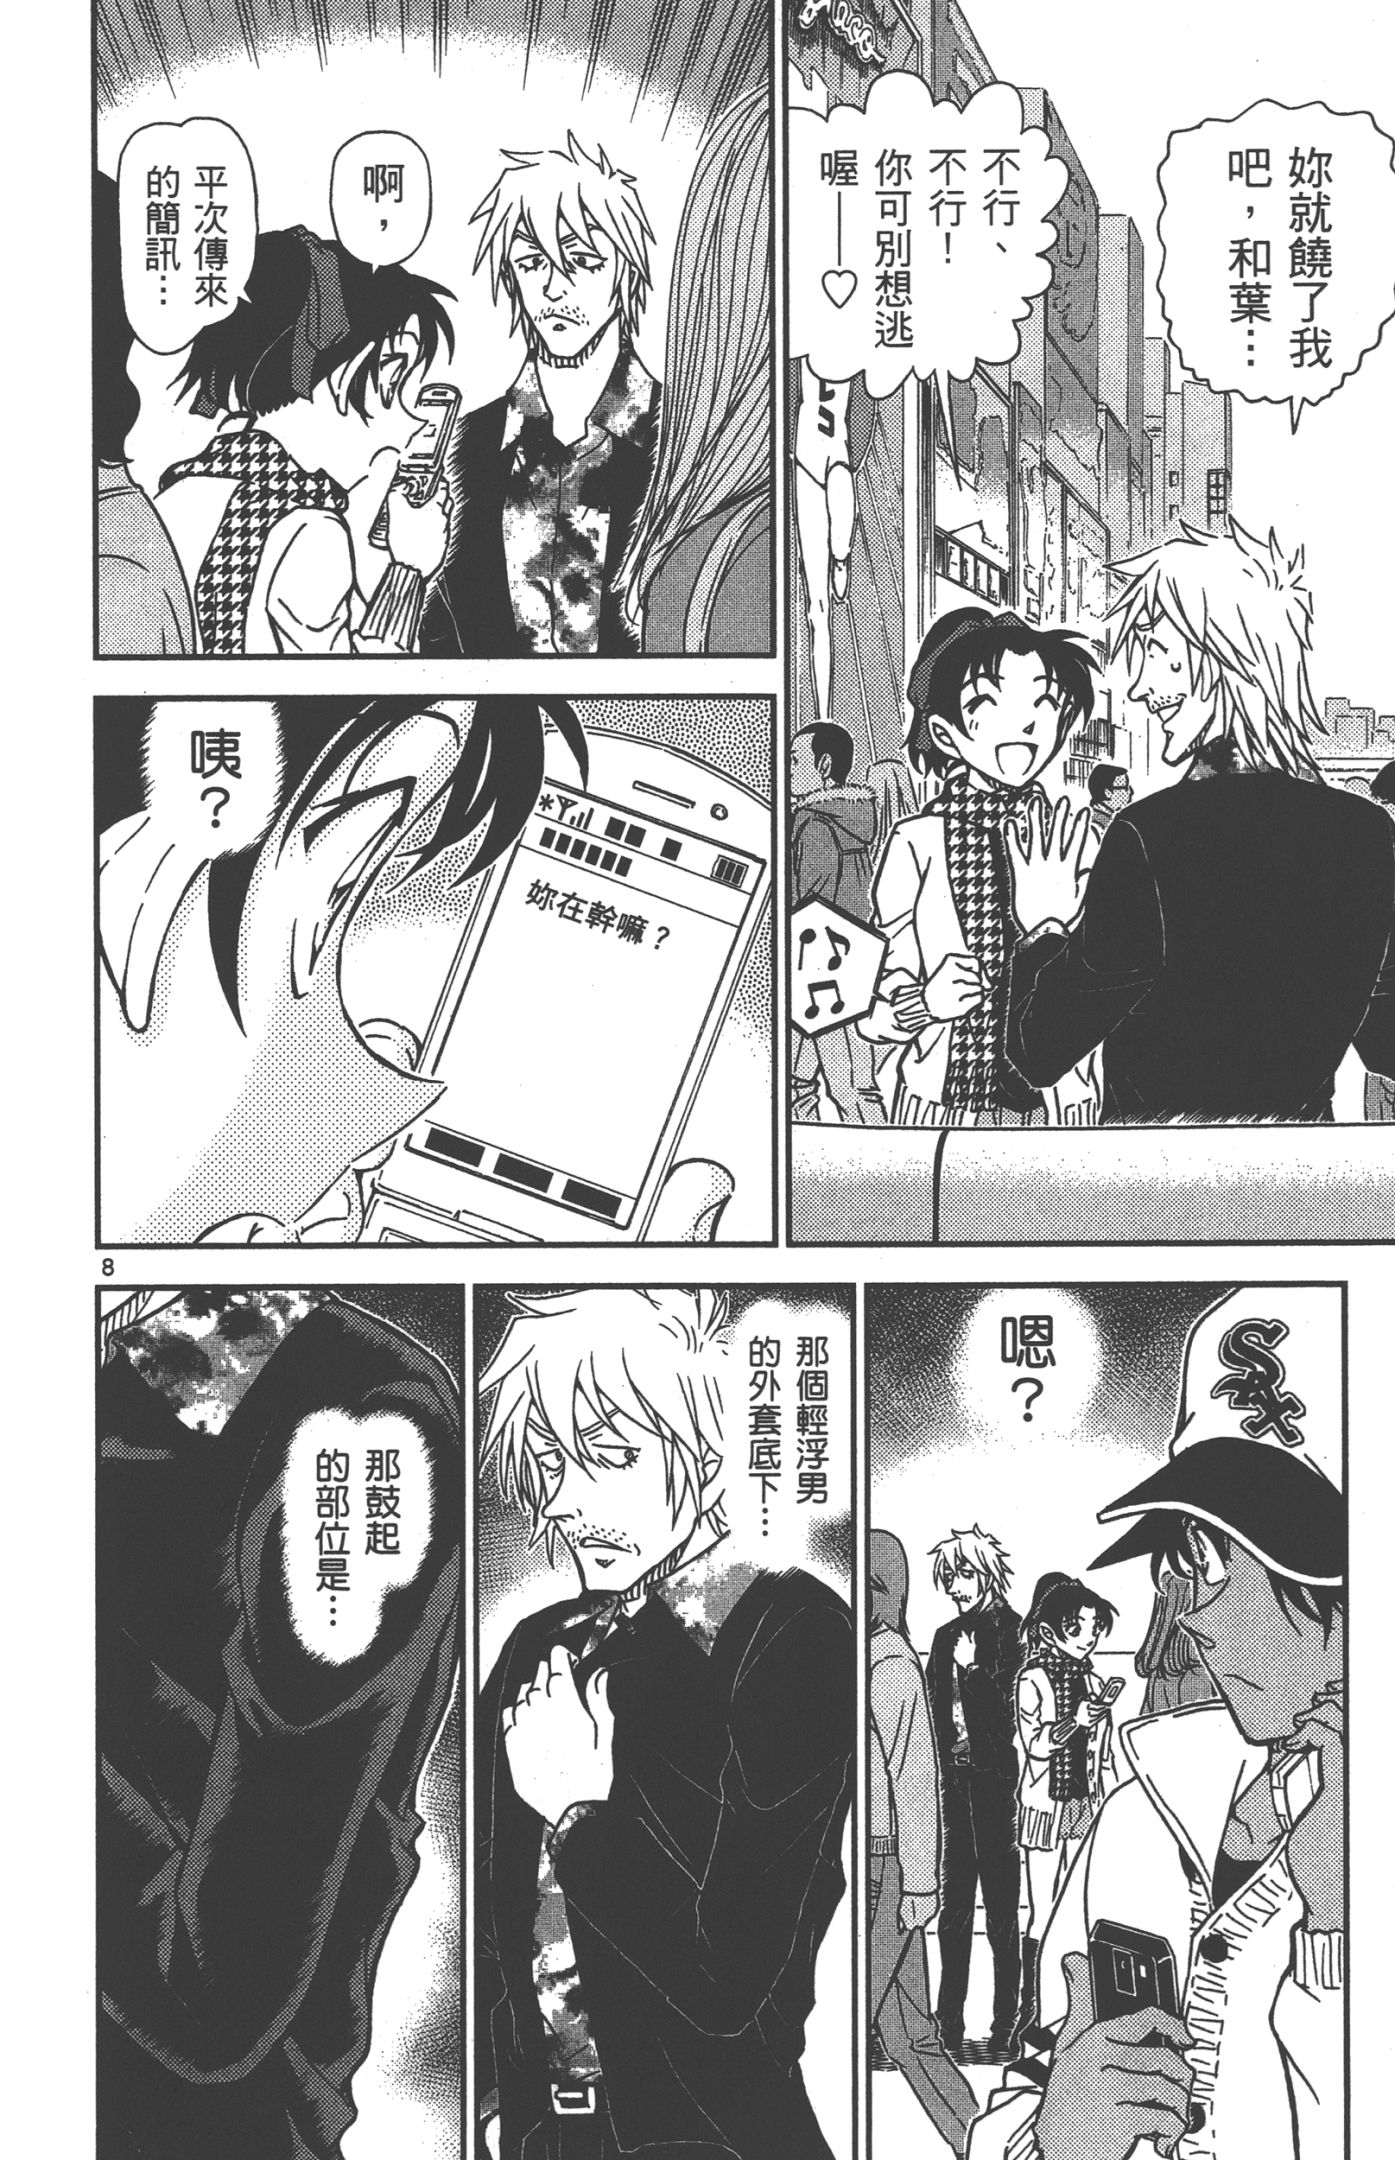 妳就饒了我
吧，和葉…
不行、
不行！
你可別想逃
喔——♡
啊，
平次傳來
的簡訊…
咦？
妳在幹嘛？
8
嗯？
SOX
那個輕浮男
的外套底下…
那鼓起
的部位是…